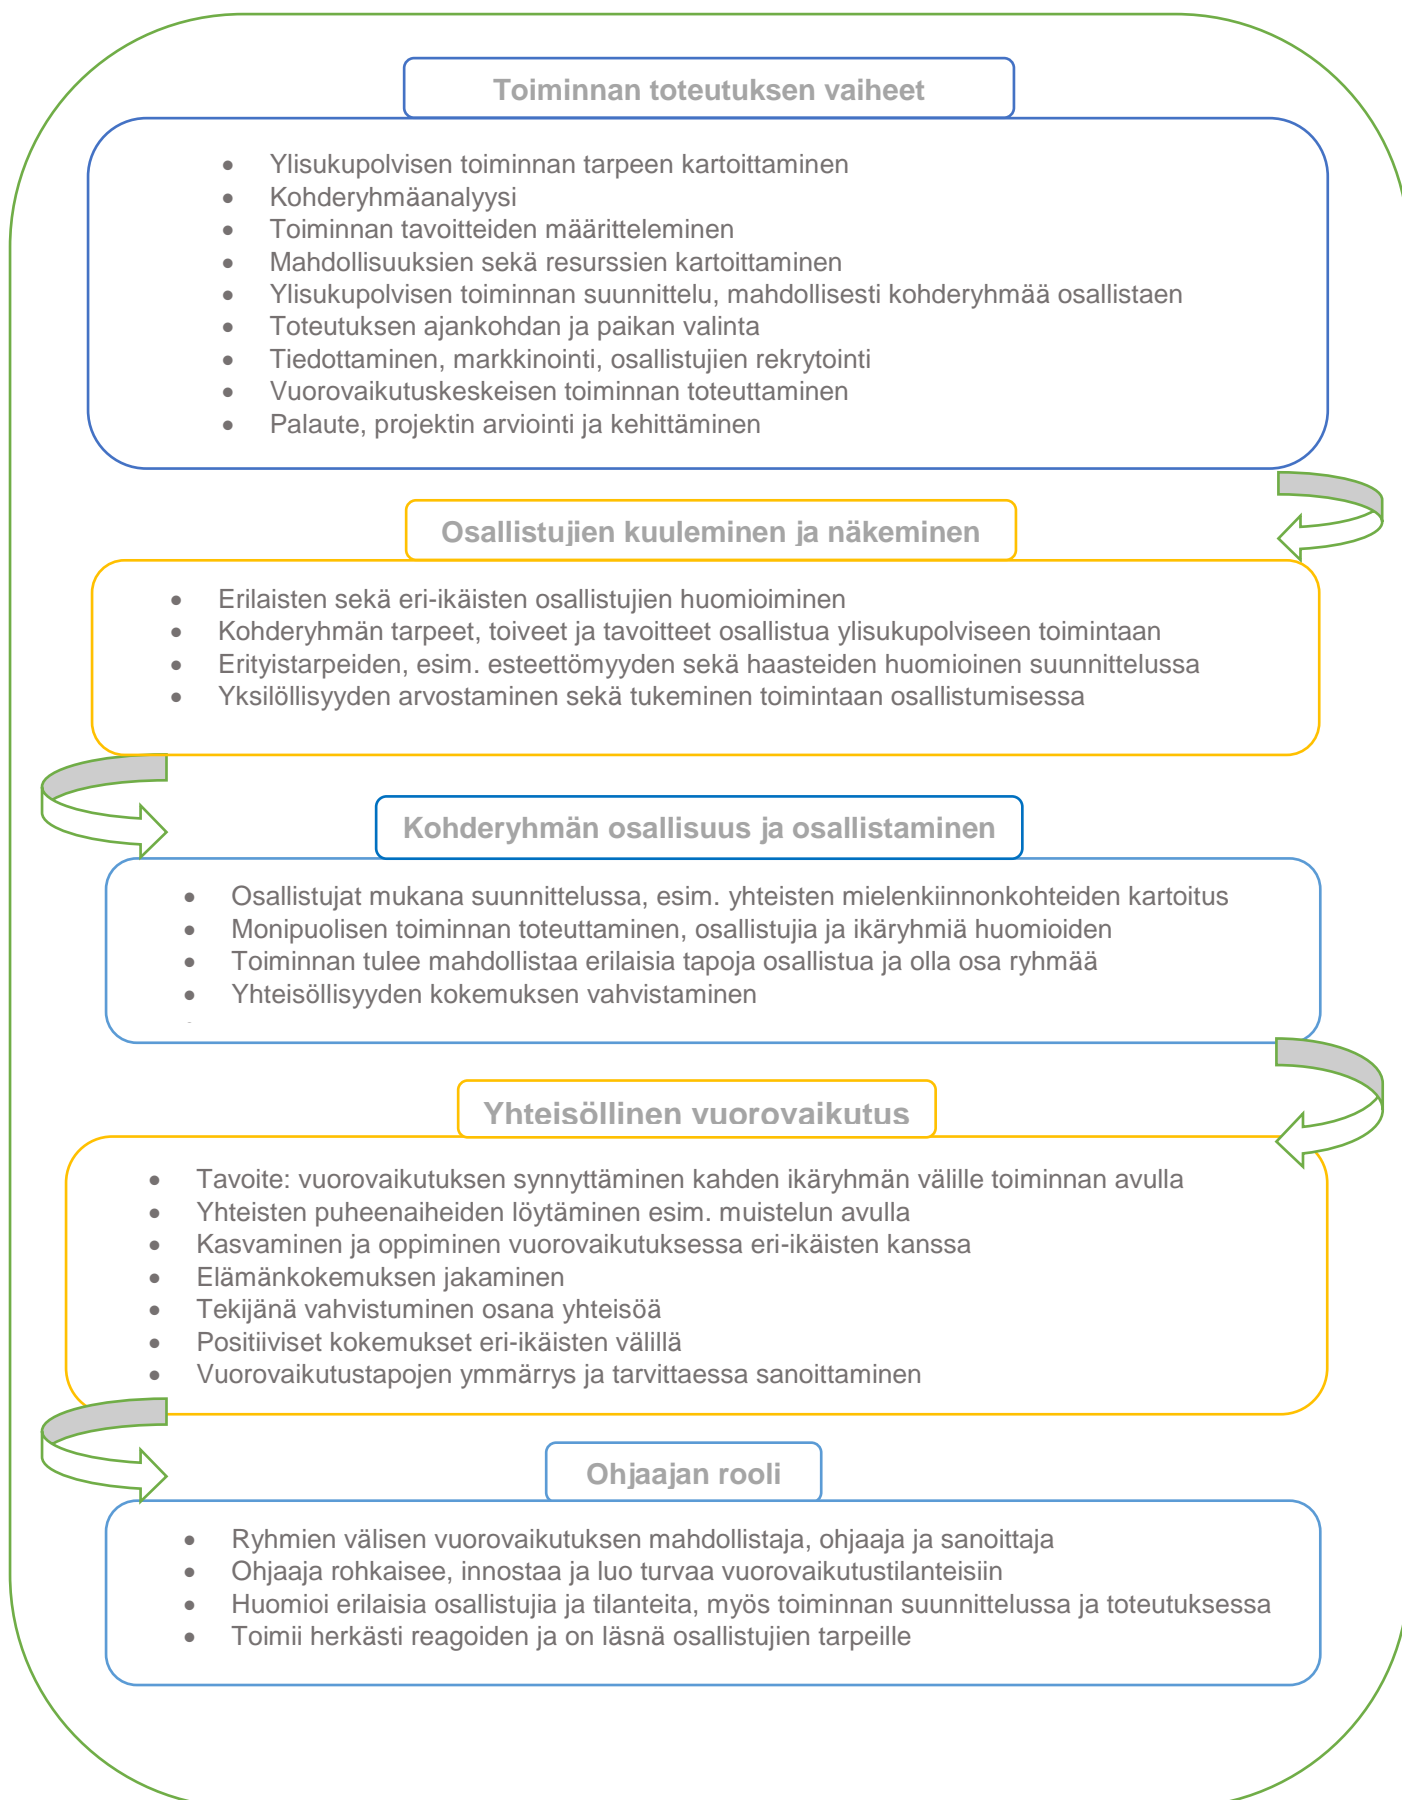 Toiminnan toteutuksen vaiheet
• Ylisukupolvisen toiminnan tarpeen kartoittaminen
• Kohderyhmäanalyysi
• Toiminnan tavoitteiden määritteleminen
• Mahdollisuuksien sekä resurssien kartoittaminen
• Ylisukupolvisen toiminnan suunnittelu, mahdollisesti kohderyhmää osallistaen
• Toteutuksen ajankohdan ja paikan valinta
• Tiedottaminen, markkinointi, osallistujien rekrytointi
• Vuorovaikutuskeskeisen toiminnan toteuttaminen
• Palaute, projektin arviointi ja kehittäminen
Osallistujien kuuleminen ja näkeminen
• Erilaisten sekä eri-ikäisten osallistujien huomioiminen
• Kohderyhmän tarpeet, toiveet ja tavoitteet osallistua ylisukupolviseen toimintaan
• Erityistarpeiden, esim. esteettömyyden sekä haasteiden huomioinen suunnittelussa
• Yksilöllisyyden arvostaminen sekä tukeminen toimintaan osallistumisessa
Kohderyhmän osallisuus ja osallistaminen
• Osallistujat mukana suunnittelussa, esim. yhteisten mielenkiinnonkohteiden kartoitus
• Monipuolisen toiminnan toteuttaminen, osallistujia ja ikäryhmiä huomioiden
• Toiminnan tulee mahdollistaa erilaisia tapoja osallistua ja olla osa ryhmää
• Yhteisöllisyyden kokemuksen vahvistaminen
Yhteisöllinen vuorovaikutus
• Tavoite: vuorovaikutuksen synnyttäminen kahden ikäryhmän välille toiminnan avulla
• Yhteisten puheenaiheiden löytäminen esim. muistelun avulla
• Kasvaminen ja oppiminen vuorovaikutuksessa eri-ikäisten kanssa
• Elämänkokemuksen jakaminen
• Tekijänä vahvistuminen osana yhteisöä
• Positiiviset kokemukset eri-ikäisten välillä
• Vuorovaikutustapojen ymmärrys ja tarvittaessa sanoittaminen
Ohjaajan rooli
• Ryhmien välisen vuorovaikutuksen mahdollistaja, ohjaaja ja sanoittaja
• Ohjaaja rohkaisee, innostaa ja luo turvaa vuorovaikutustilanteisiin
• Huomioi erilaisia osallistujia ja tilanteita, myös toiminnan suunnittelussa ja toteutuksessa
• Toimii herkästi reagoiden ja on läsnä osallistujien tarpeille